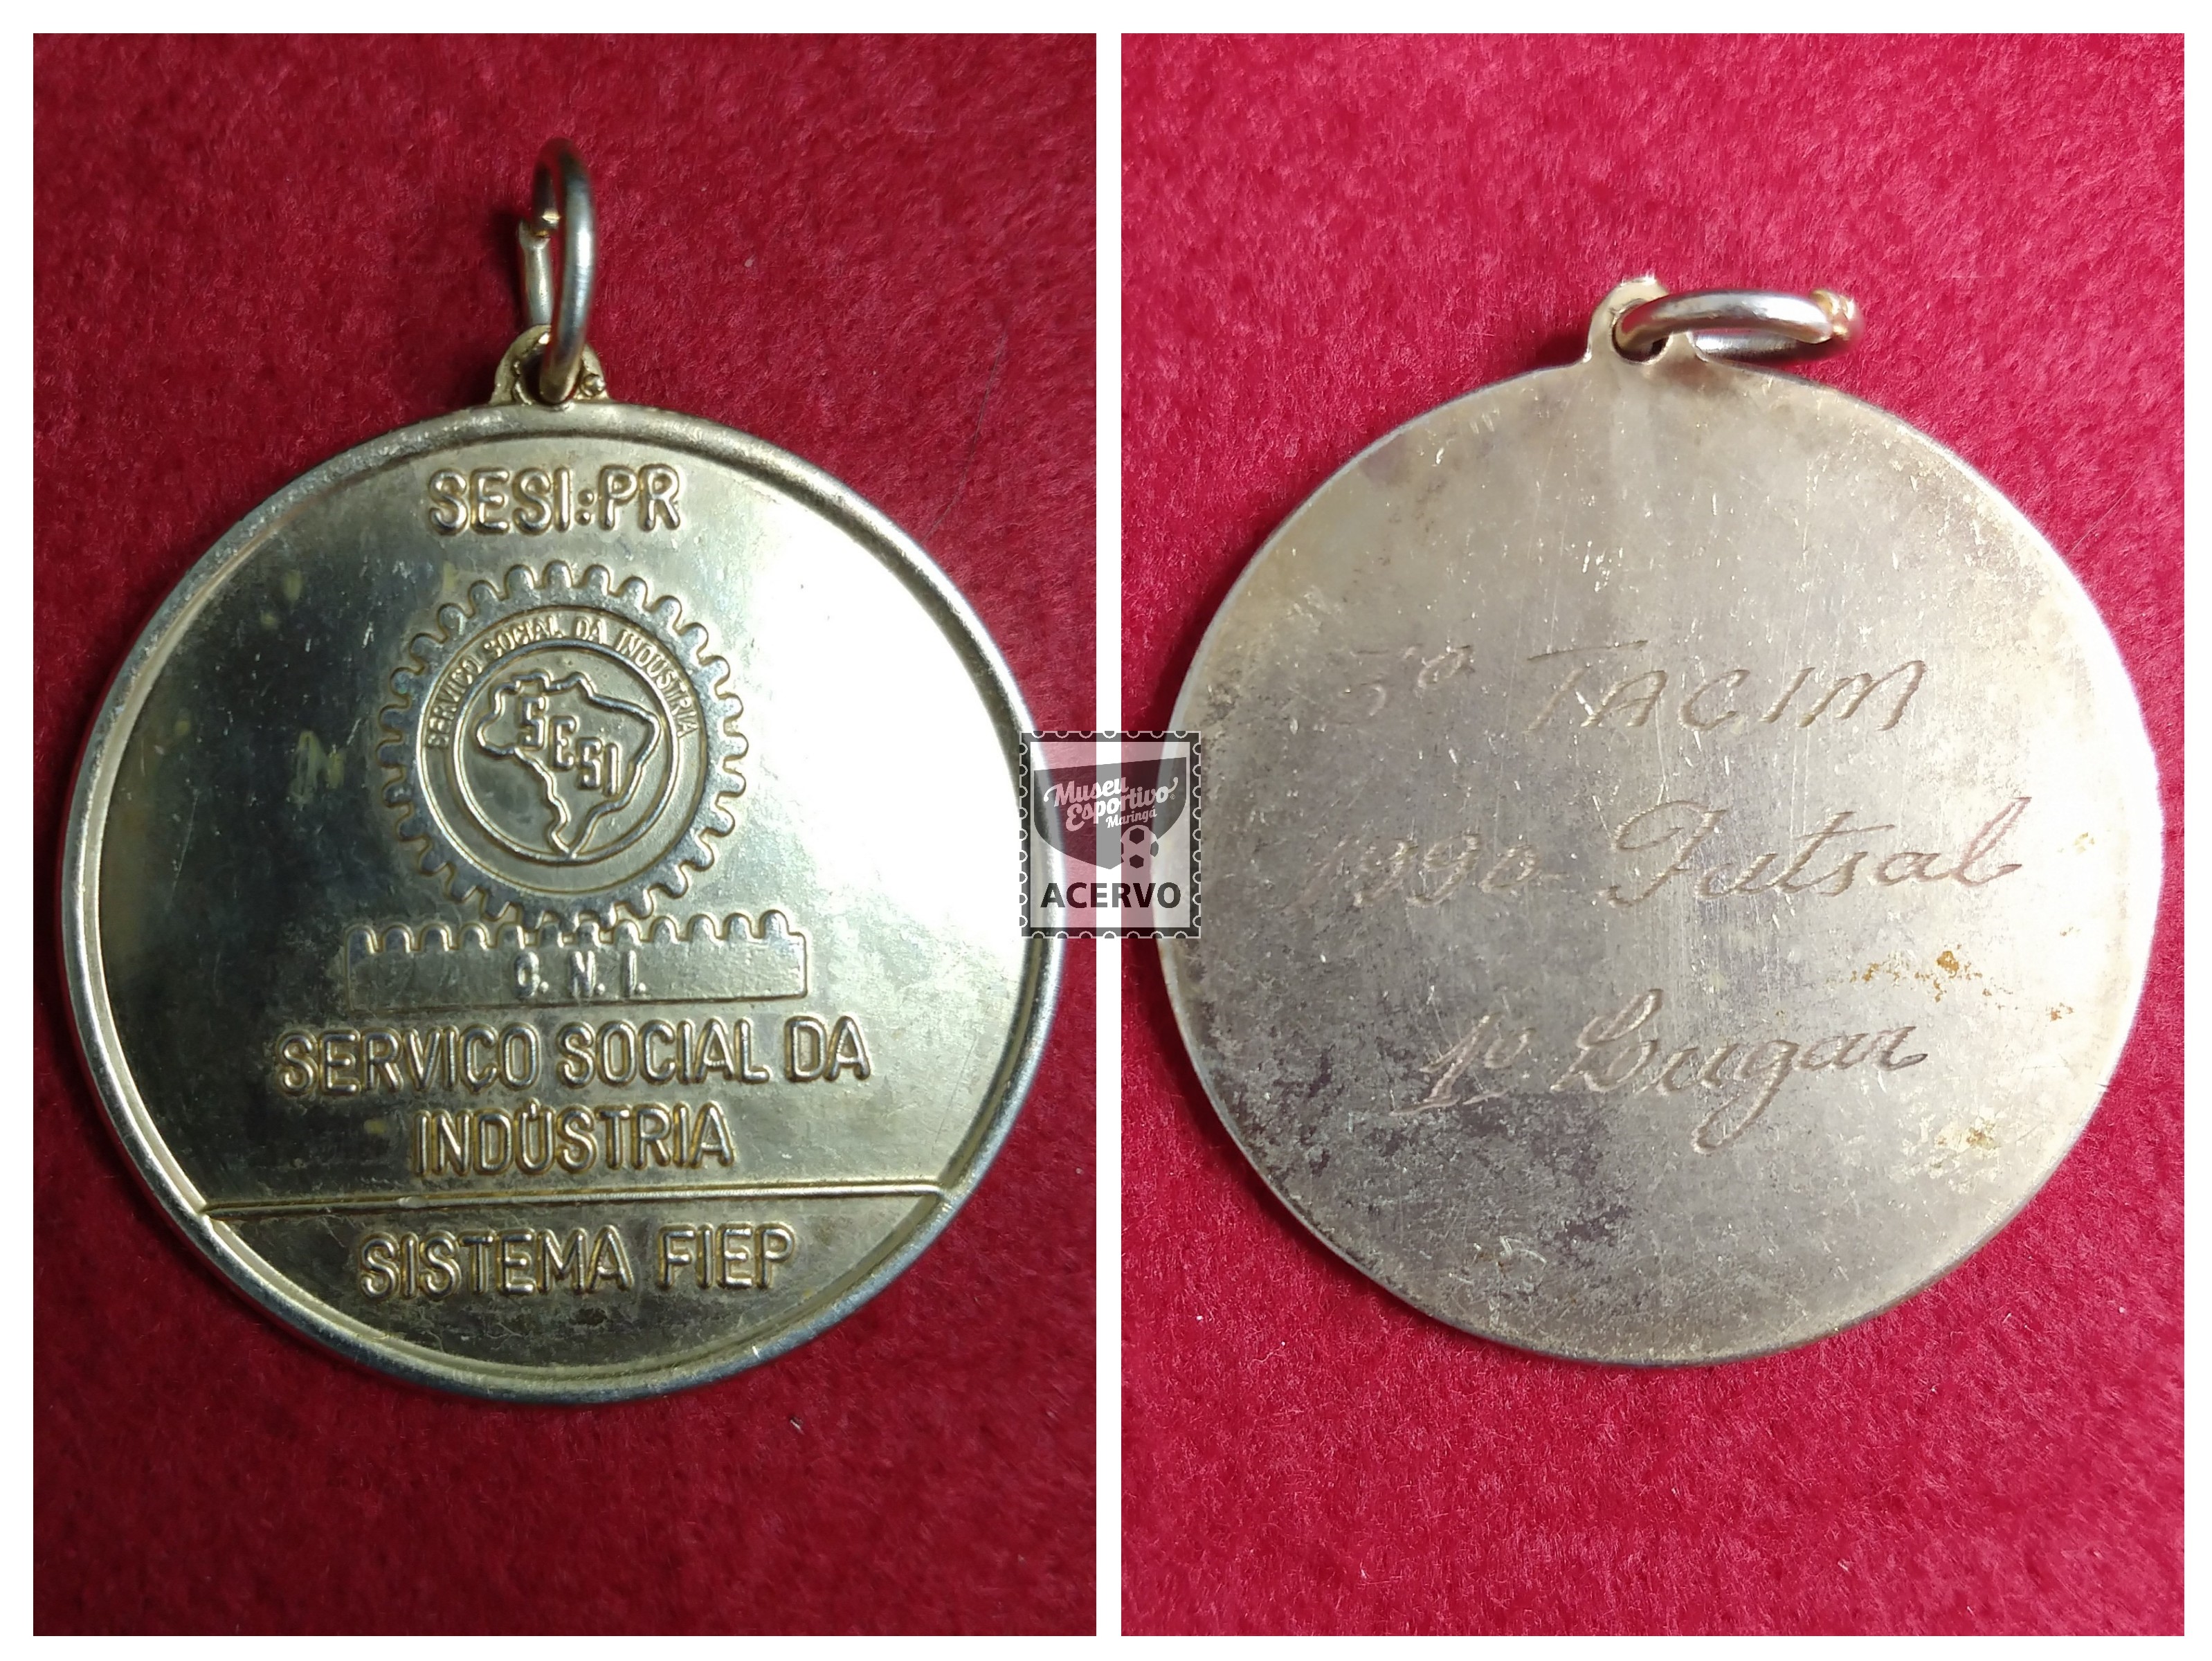 SESI:PR
SERVIÇO SOCIAL DA INDÚSTRIA
SESI
C. N. I.
SERVIÇO SOCIAL DA
INDÚSTRIA
SISTEMA FIEP
Museu
Esportivo
Maringá
ACERVO
TACIM
1990 Futsal
1º Lugar